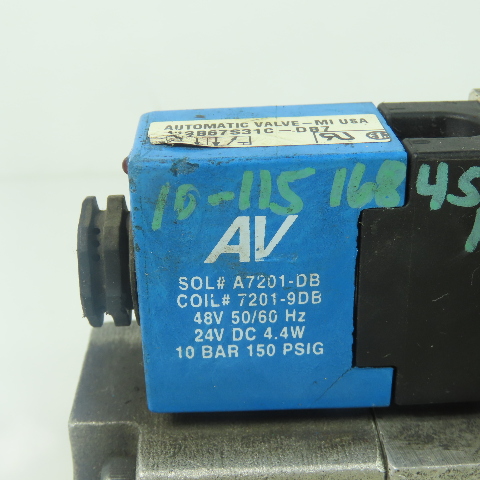 AUTOMATIC VALVE-MI USA
10-115 168 45
AV
SOL# A7201-DB
COIL# 7201-9DB
48V 50/60 Hz
24V DC 4.4W
10 BAR 150 PSIG